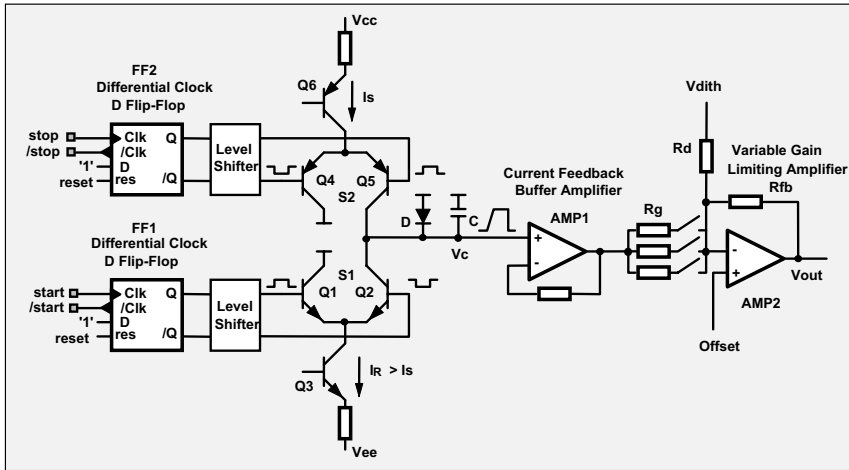 Vcc
FF2
Differential Clock
D Flip-Flop
Q6
Is
stop
/stop
'1'
reset
Clk
/Clk
D
res
Q
/Q
Level
Shifter
Q4
Q5
S2
Vdith
Rd
Variable Gain
Limiting Amplifier
Rfb
Current Feedback
Buffer Amplifier
AMP1
Rg
D
C
Vc
+
-
-
+
Vout
AMP2
Offset
FF1
Differential Clock
D Flip-Flop
S1
start
/start
'1'
reset
Clk
/Clk
D
res
Q
/Q
Level
Shifter
Q1
Q2
Q3
IR > Is
Vee